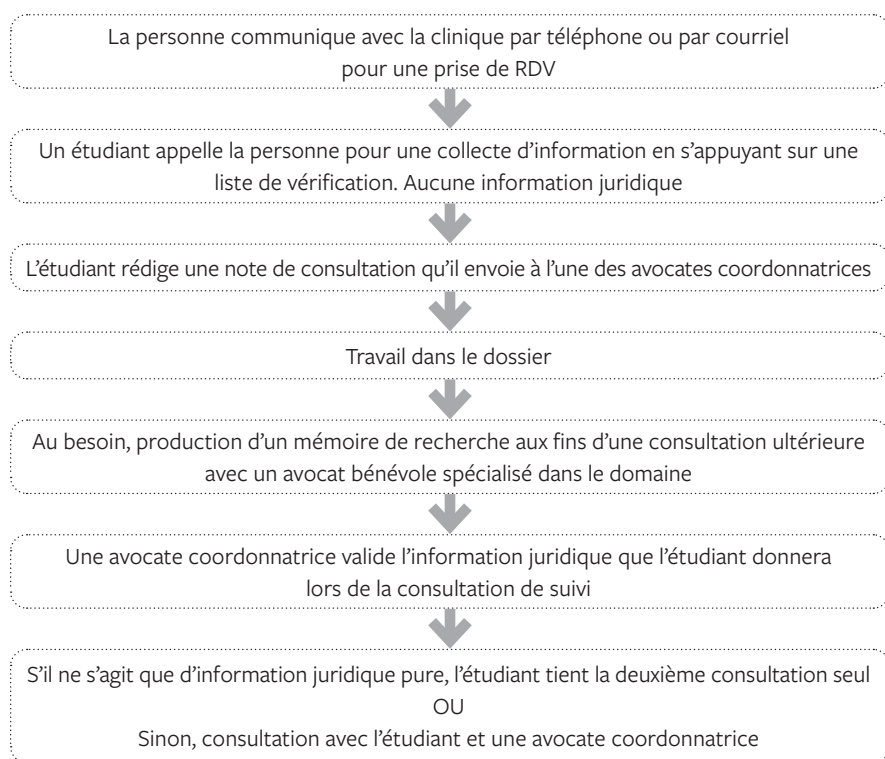 La personne communique avec la clinique par téléphone ou par courriel
pour une prise de RDV
Un étudiant appelle la personne pour une collecte d’information en s’appuyant sur une
liste de vérification. Aucune information juridique
L’étudiant rédige une note de consultation qu’il envoie à l’une des avocates coordonnatrices
Travail dans le dossier
Au besoin, production d’un mémoire de recherche aux fins d’une consultation ultérieure
avec un avocat bénévole spécialisé dans le domaine
Une avocate coordonnatrice valide l’information juridique que l’étudiant donnera
lors de la consultation de suivi
S’il ne s’agit que d’information juridique pure, l’étudiant tient la deuxième consultation seul
OU
Sinon, consultation avec l’étudiant et une avocate coordonnatrice